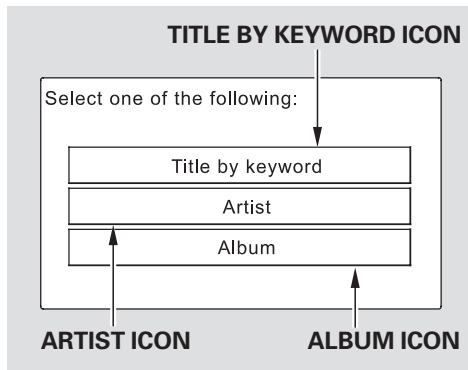 TITLE BY KEYWORD ICON
Select one of the following:
Title by keyword
Artist
Album
ARTIST ICON
ALBUM ICON